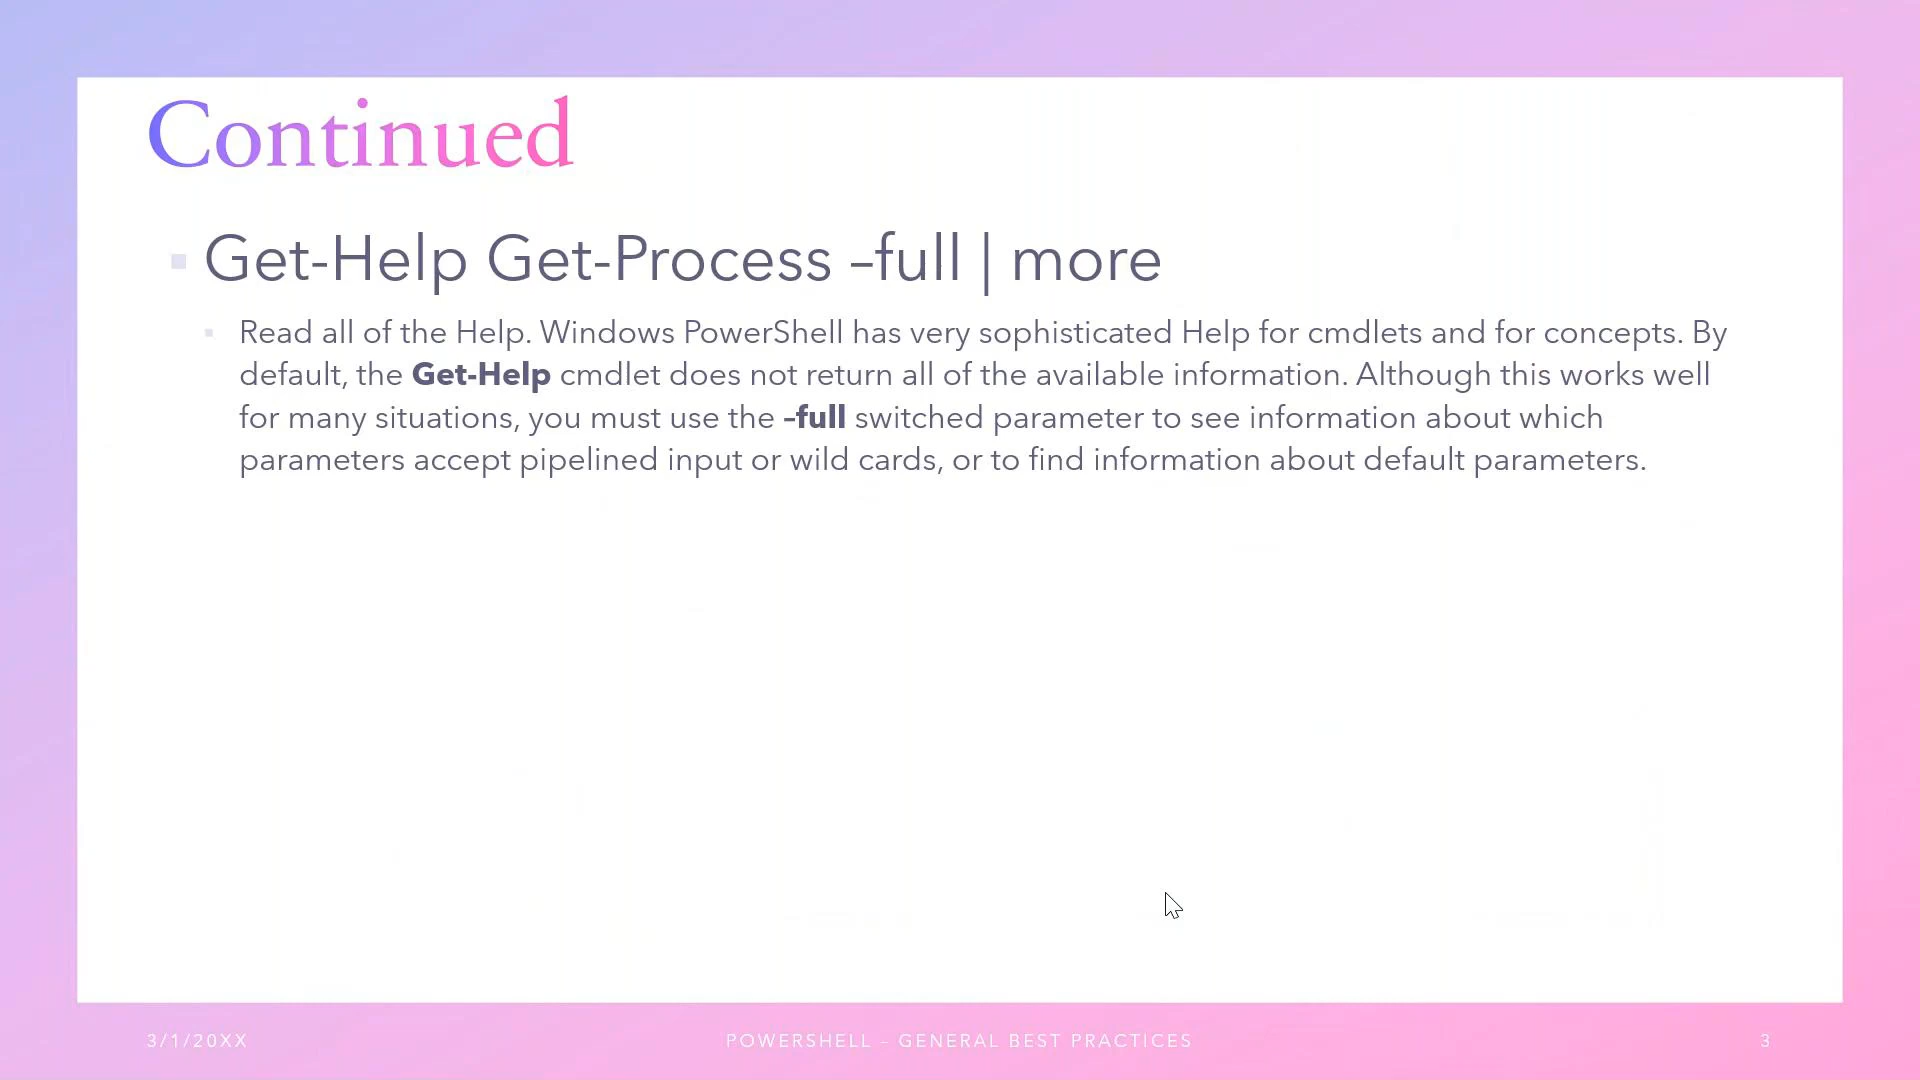 Continued
Get-Help Get-Process –full | more
Read all of the Help. Windows PowerShell has very sophisticated Help for cmdlets and for concepts. By
default, the Get-Help cmdlet does not return all of the available information. Although this works well
for many situations, you must use the –full switched parameter to see information about which
parameters accept pipelined input or wild cards, or to find information about default parameters.
3/1/20XX
POWERSHELL – GENERAL BEST PRACTICES
3